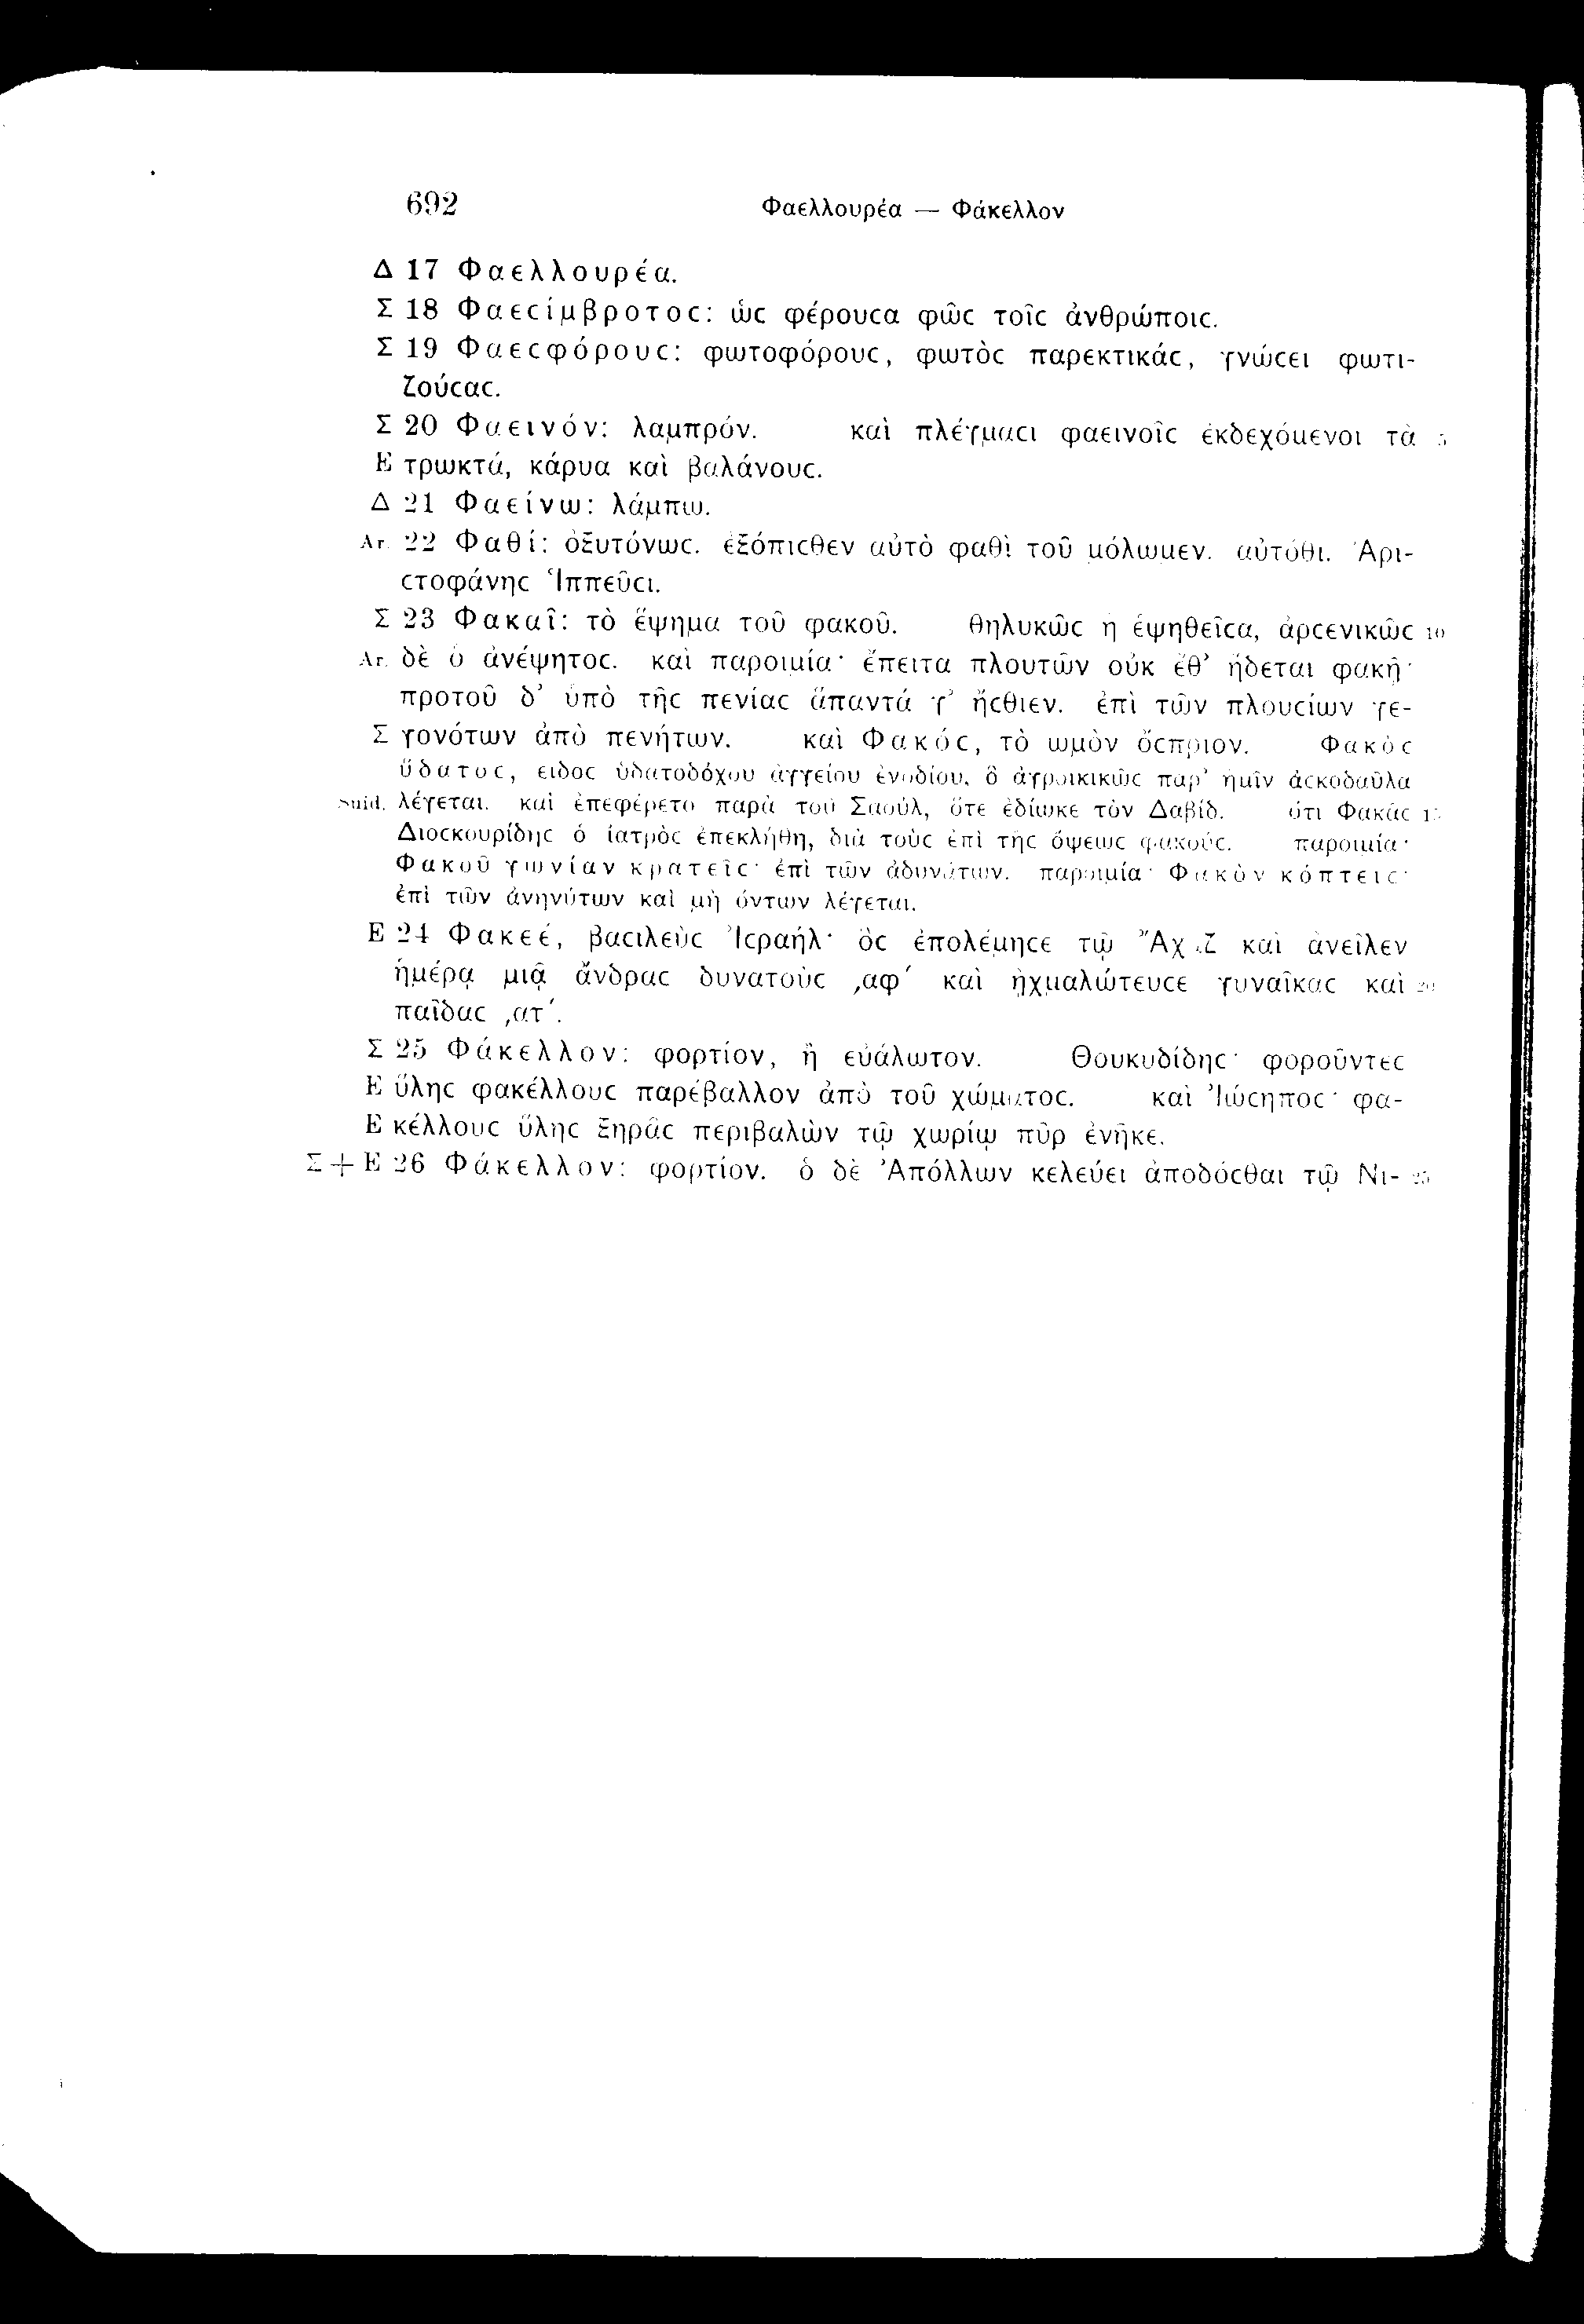 692 Φαελλουρέα — Φάκελλον
Δ 17 Φαελλουρέα.
Σ 18 Φαεϲίμβροτοϲ: ὡϲ φέρουϲα φῶϲ τοῖϲ ἀνθρώποιϲ.
Σ 19 Φαεϲφόρουϲ: φωτοφόρουϲ, φωτὸϲ παρεκτικάϲ, γνώϲει φωτι-
ζούϲαϲ.
Σ 20 Φαεινόν: λαμπρόν. καὶ πλέγμαϲι φαεινοῖϲ ἐκδεχόμενοι τὰ 5
Ε τρωκτά, κάρυα καὶ βαλάνουϲ.
Δ 21 Φαείνω: λάμπω.
Ar. 22 Φαθί: ὀξυτόνωϲ. ἐξόπιϲθεν αὐτὸ φαθὶ τοῦ μόλωμεν. αὐτόθι. Ἀρι-
ϲτοφάνηϲ Ἱππεῦϲι.
Σ 23 Φακαῖ: τὸ ἕψημα τοῦ φακοῦ. θηλυκῶϲ ἡ ἑψηθεῖϲα, ἀρϲενικῶϲ 10
Ar. δὲ ὁ ἀνέψητοϲ. καὶ παροιμία· ἔπειτα πλουτῶν οὐκ ἔθ’ ἥδεται φακῇ·
προτοῦ δ’ ὑπὸ τῆϲ πενίαϲ ἅπαντά γ’ ἤϲθιεν. ἐπὶ τῶν πλουϲίων γε-
Σ γονότων ἀπὸ πενήτων. καὶ Φακόϲ, τὸ ὠμὸν ὄϲπριον. Φακὸϲ
ὕδατοϲ, εἶδοϲ ὑδατοδόχου ἀγγείου ἐνοδίου, ὃ ἀγροικικῶϲ παρ’ ἡμῖν ἀϲκοδαῦλα
Suid. λέγεται. καὶ ἐπεφέρετο παρὰ τοῦ Σαούλ, ὅτε ἐδίωκε τὸν Δαβίδ. ὅτι Φακᾶϲ 15
Διοϲκουρίδηϲ ὁ ἰατρὸϲ ἐπεκλήθη, διὰ τοὺϲ ἐπὶ τῆϲ ὄψεωϲ φακούϲ. παροιμία·
Φακοῦ γωνίαν κρατεῖϲ· ἐπὶ τῶν ἀδυνάτων. παροιμία· Φακὸν κόπτειϲ·
ἐπὶ τῶν ἀνηνύτων καὶ μὴ ὄντων λέγεται.
Ε 24 Φακεέ, βαϲιλεὺϲ Ἰϲραήλ· ὃϲ ἐπολέμηϲε τῷ Ἄχαζ καὶ ἀνεῖλεν
ἡμέρᾳ μιᾷ ἄνδραϲ δυνατοὺϲ ͵αφʹ καὶ ᾐχμαλώτευϲε γυναῖκαϲ καὶ 20
παῖδαϲ ͵ατʹ.
Σ 25 Φάκελλον: φορτίον, ἢ εὐάλωτον. Θουκυδίδηϲ· φοροῦντεϲ
Ε ὕληϲ φακέλλουϲ παρέβαλλον ἀπὸ τοῦ χώματοϲ. καὶ Ἰώϲηποϲ· φα-
Ε κέλλουϲ ὕληϲ ξηρᾶϲ περιβαλὼν τῷ χωρίῳ πῦρ ἐνῆκε.
Σ+Ε 26 Φάκελλον: φορτίον. ὁ δὲ Ἀπόλλων κελεύει ἀποδόϲθαι τῷ Νι- 25